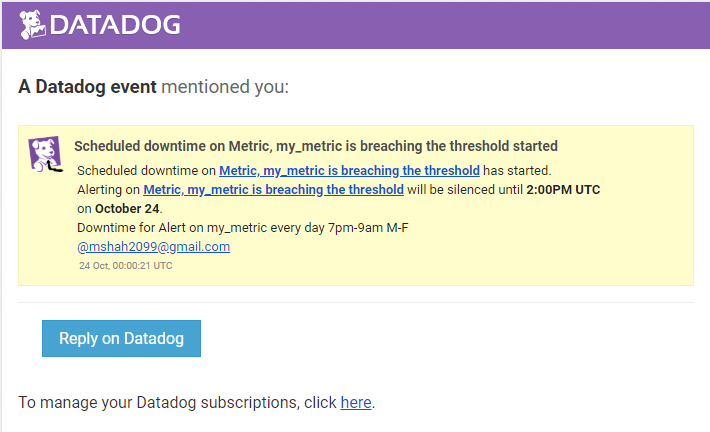 DATADOG
A Datadog event mentioned you:
Scheduled downtime on Metric, my_metric is breaching the threshold started
Scheduled downtime on Metric, my_metric is breaching the threshold has started.
Alerting on Metric, my_metric is breaching the threshold will be silenced until 2:00PM UTC
on October 24.
Downtime for Alert on my_metric every day 7pm-9am M-F
@mshah2099@gmail.com
24 Oct, 00:00:21 UTC
Reply on Datadog
To manage your Datadog subscriptions, click here.